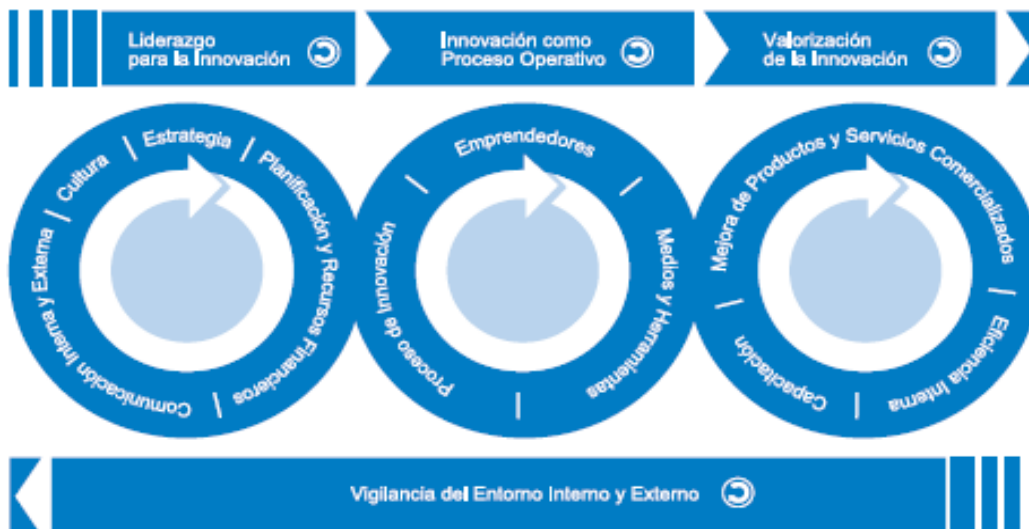 Liderazgo
para la Innovación
Innovación como
Proceso Operativo
Valorización
de la Innovación
Comunicación Interna y Externa | Cultura | Estrategia | Planificación y Recursos Financieros |
Proceso de Innovación | Emprendedores | Medios y Herramientas |
Capacitación | Mejora de Productos y Servicios Comercializados | Eficiencia Interna |
Vigilancia del Entorno Interno y Externo